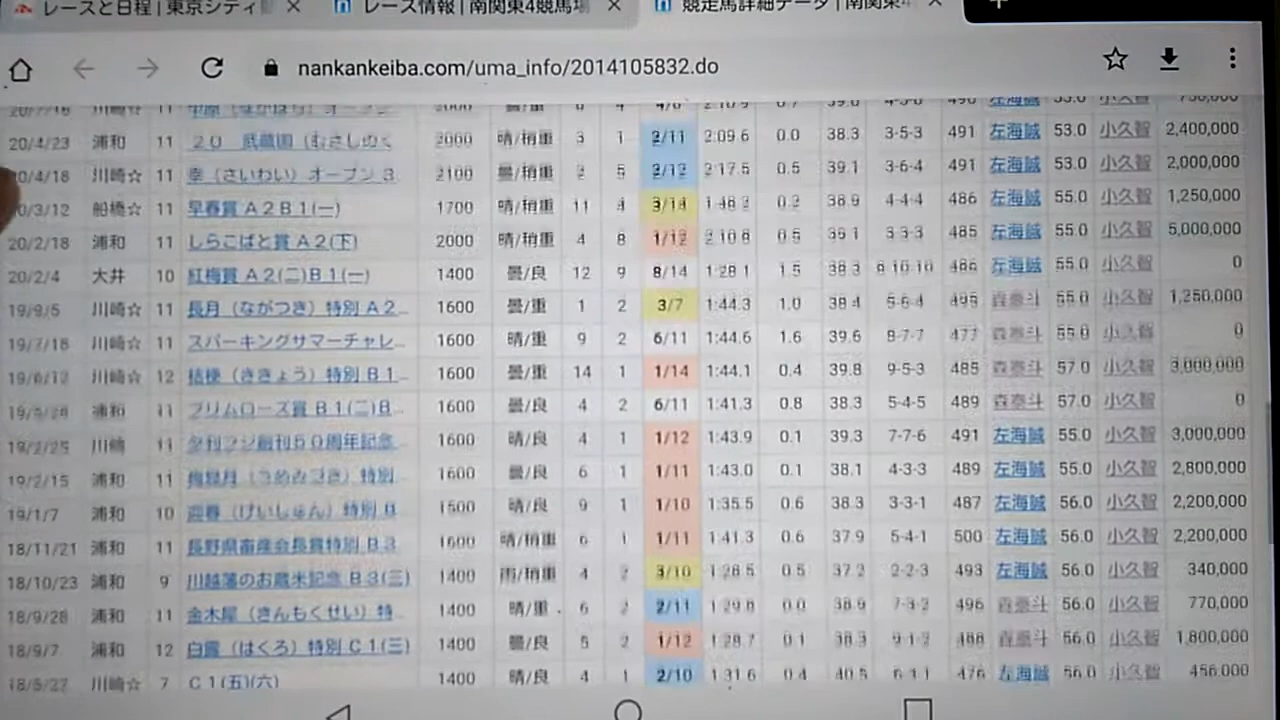 レースと日程 | 東京シティ × レース情報 | 南関東4競馬場 × 競走馬詳細データ | 南関東4 × +
nankankeiba.com/uma_info/2014105832.do
20/4/23 浦和 11 2000 晴/稍重 3 1 2/11 2:09.6 0.0 38.3 3-5-3 491 左海誠 53.0 小久智 2,400,000
川崎☆ 11 幸（さいわい）オープン 3 2100 曇/稍重 2 5 2/12 2:17.5 0.5 39.1 3-6-4 491 左海誠 53.0 小久智 2,000,000
0/3/12 船橋☆ 11 早春賞 A2B1(一) 1700 晴/稍重 11 4 3/14 0.2 38.9 4-4-4 486 左海誠 55.0 小久智 1,250,000
20/2/18 浦和 11 しらこばと賞 A2(下) 2000 晴/稍重 4 8 1/12 2:10.8 0.5 39.1 3-3-3 485 左海誠 55.0 小久智 5,000,000
20/2/4 大井 10 紅梅賞 A2(二)B1(一) 1400 曇/良 12 9 8/14 1:28.1 1.5 38.3 486 左海誠 55.0 小久智 0
19/9/5 川崎☆ 11 長月（ながつき）特別 A2... 1600 曇/重 1 2 3/7 1:44.3 1.0 38.4 5-6-4 495 森泰斗 55.0 小久智 1,250,000
川崎☆ 11 スパーキングサマーチャレ... 1600 晴/重 9 2 6/11 1:44.6 1.6 39.6 8-7-7 477 森泰斗 55.0 小久智 0
川崎☆ 12 桔梗（ききょう）特別 B1... 1600 曇/重 14 1 1/14 1:44.1 0.4 39.8 9-5-3 485 森泰斗 57.0 小久智 3,000,000
浦和 11 プリムローズ賞 B1(二)B... 1600 曇/良 4 2 6/11 1:41.3 0.8 38.3 5-4-5 489 森泰斗 57.0 小久智 0
19/2/25 川崎 11 夕刊フジ創刊50周年記念... 1600 晴/良 4 1 1/12 1:43.9 0.1 39.3 7-7-6 491 左海誠 55.0 小久智 3,000,000
19/2/15 浦和 11 1600 曇/良 6 1 1/11 1:43.0 0.1 38.1 4-3-3 489 左海誠 55.0 小久智 2,800,000
19/1/7 浦和 10 迎春（げいしゅん）特別 1500 晴/良 9 1 1/10 1:35.5 0.6 38.3 3-3-1 487 左海誠 56.0 小久智 2,200,000
18/11/21 浦和 11 長野県畜産会長賞特別 B3 1600 晴/稍重 6 1 1/11 1:41.3 0.6 37.9 5-4-1 500 左海誠 56.0 小久智 2,200,000
18/10/23 浦和 9 川越藩のお蔵米記念 B3(三) 1400 雨/稍重 4 2 3/10 1:26.5 0.5 37.2 2-2-3 493 左海誠 56.0 小久智 340,000
18/9/28 浦和 11 金木犀（きんもくせい）特... 1400 晴/重 6 2 2/11 1:29.8 0.0 38.9 7-3-2 496 森泰斗 56.0 小久智 770,000
18/9/7 浦和 12 白露（はくろ）特別 C1(三) 1400 曇/良 5 2 1/12 1:28.7 0.1 38.3 9-1-2 488 森泰斗 56.0 小久智 1,800,000
川崎☆ 7 C1(五)(六) 1400 晴/良 4 1 2/10 1:31.6 0.4 40.5 476 左海誠 56.0 小久智 456,000